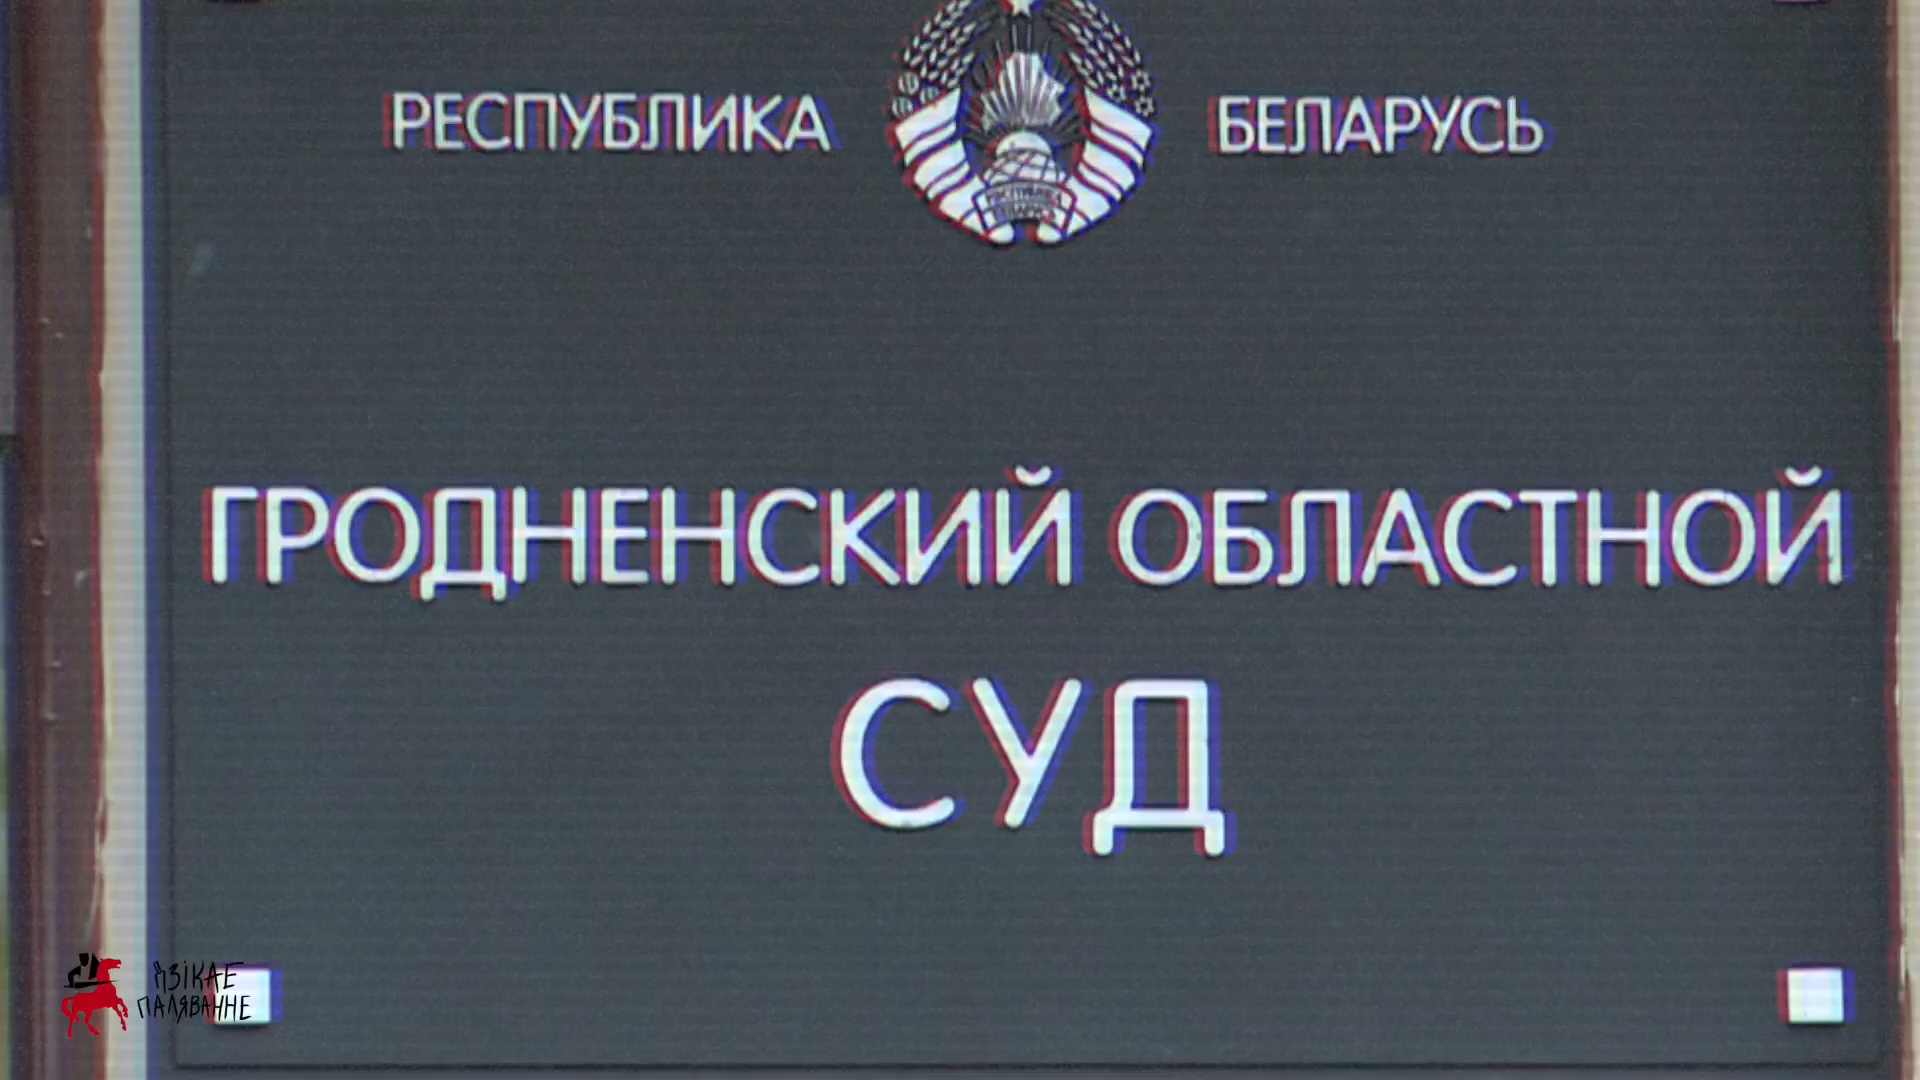 РЕСПУБЛИКА БЕЛАРУСЬ
ГРОДНЕНСКИЙ ОБЛАСТНОЙ
СУД
ДЗІКАЕ
ПАЛЯВАННЕ